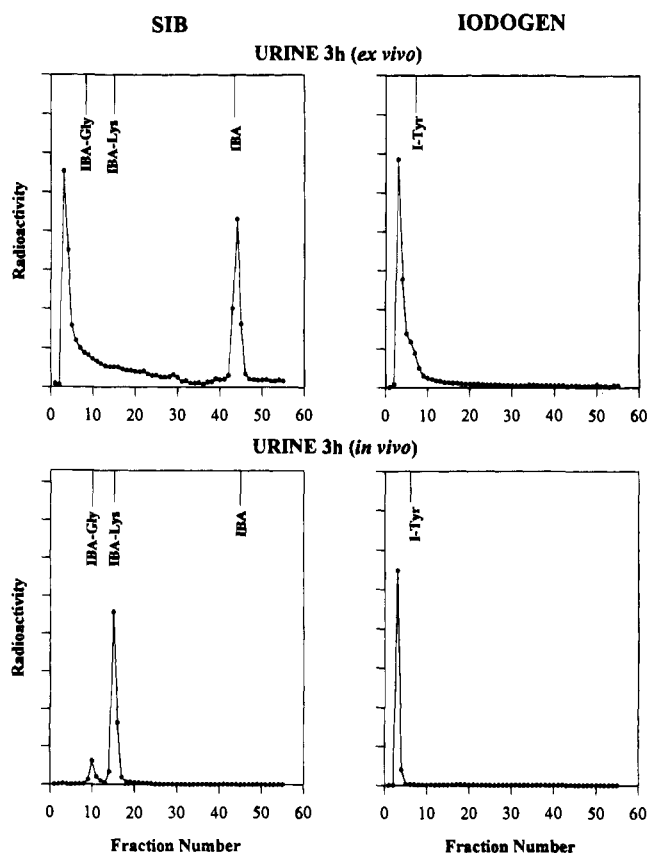 SIB IODOGEN
URINE 3h (ex vivo)
IBA-Gly
IBA-Lys
IBA
I-Tyr
Radioactivity
0 10 20 30 40 50 60
0 10 20 30 40 50 60
URINE 3h (in vivo)
IBA-Gly
IBA-Lys
IBA
I-Tyr
Radioactivity
0 10 20 30 40 50 60
0 10 20 30 40 50 60
Fraction Number
Fraction Number